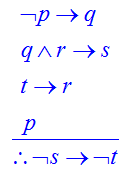 ¬p → q
q ∧ r → s
t → r
p
∴ ¬s → ¬t